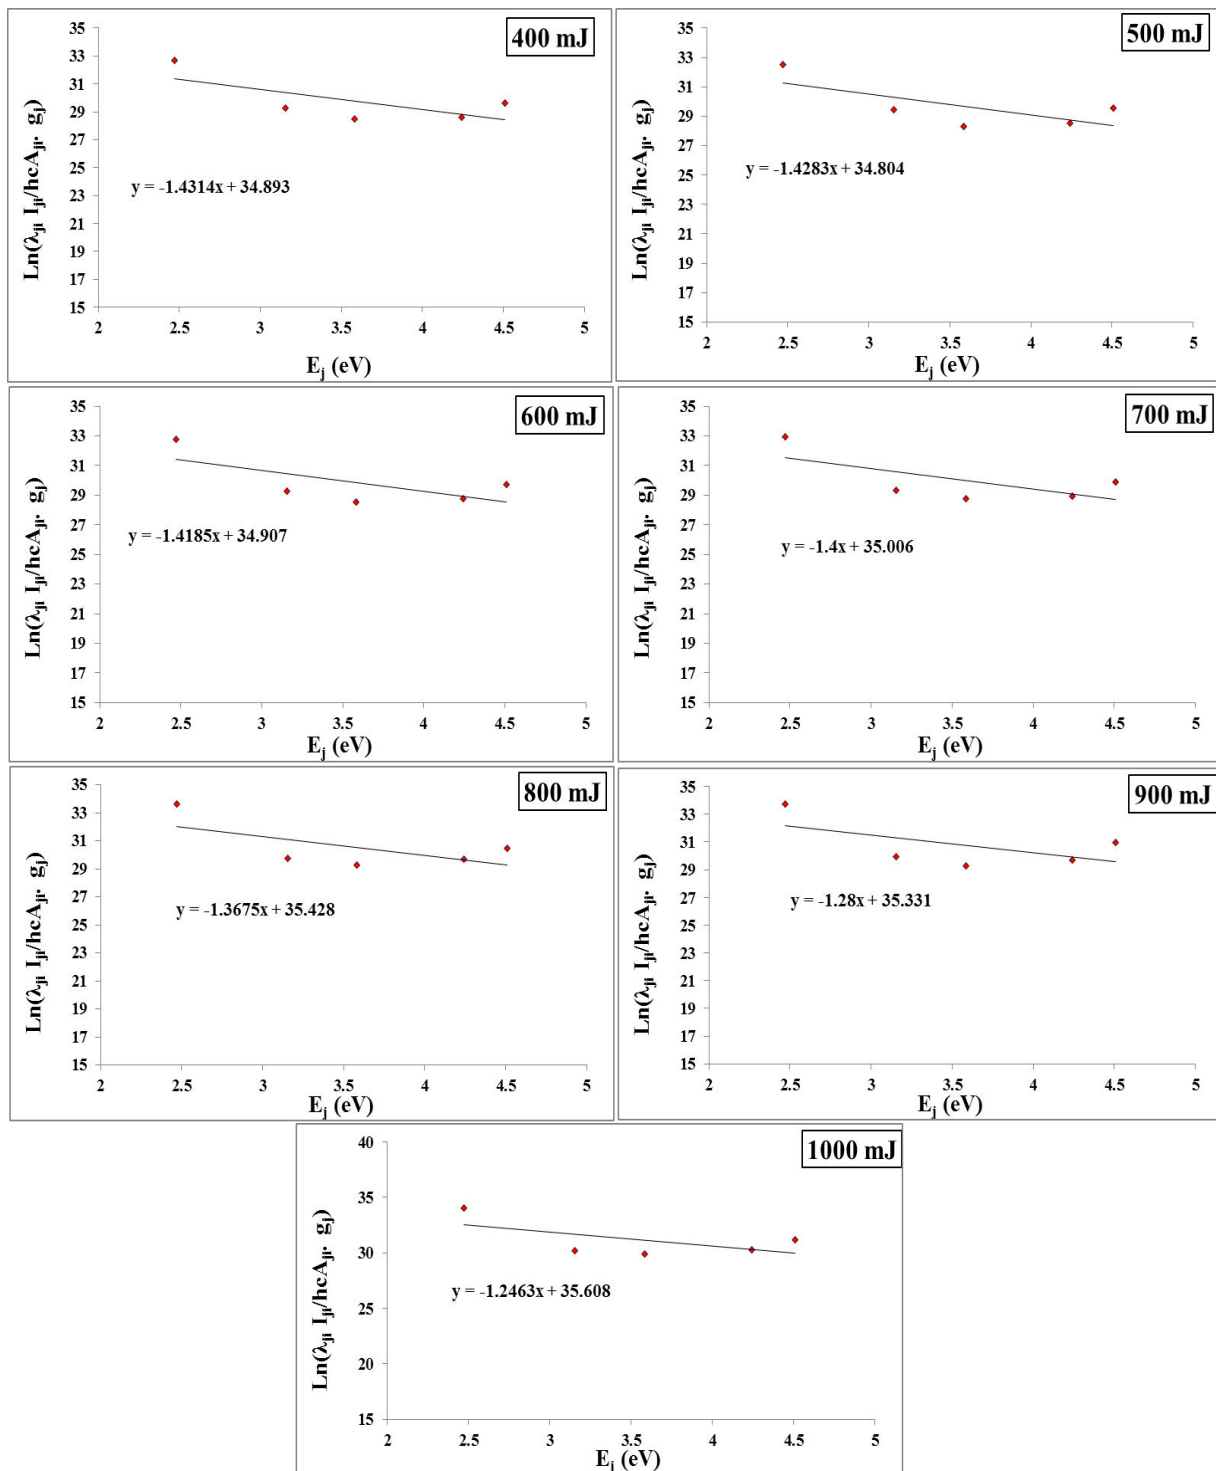 400 mJ
Ln(λji Iji/hcAji. gj)
35
33
31
29
27
25
23
21
19
17
15
y = -1.4314x + 34.893
2 2.5 3 3.5 4 4.5 5
Ej (eV)
500 mJ
Ln(λji Iji/hcAji. gj)
35
33
31
29
27
25
23
21
19
17
15
y = -1.4283x + 34.804
2 2.5 3 3.5 4 4.5 5
Ej (eV)
600 mJ
Ln(λji Iji/hcAji. gj)
35
33
31
29
27
25
23
21
19
17
15
y = -1.4185x + 34.907
2 2.5 3 3.5 4 4.5 5
Ej (eV)
700 mJ
Ln(λji Iji/hcAji. gj)
35
33
31
29
27
25
23
21
19
17
15
y = -1.4x + 35.006
2 2.5 3 3.5 4 4.5 5
Ej (eV)
800 mJ
Ln(λji Iji/hcAji. gj)
35
33
31
29
27
25
23
21
19
17
15
y = -1.3675x + 35.428
2 2.5 3 3.5 4 4.5 5
Ej (eV)
900 mJ
Ln(λji Iji/hcAji. gj)
35
33
31
29
27
25
23
21
19
17
15
y = -1.28x + 35.331
2 2.5 3 3.5 4 4.5 5
Ej (eV)
1000 mJ
Ln(λji Iji/hcAji. gj)
40
35
30
25
20
15
y = -1.2463x + 35.608
2 2.5 3 3.5 4 4.5 5
Ej (eV)